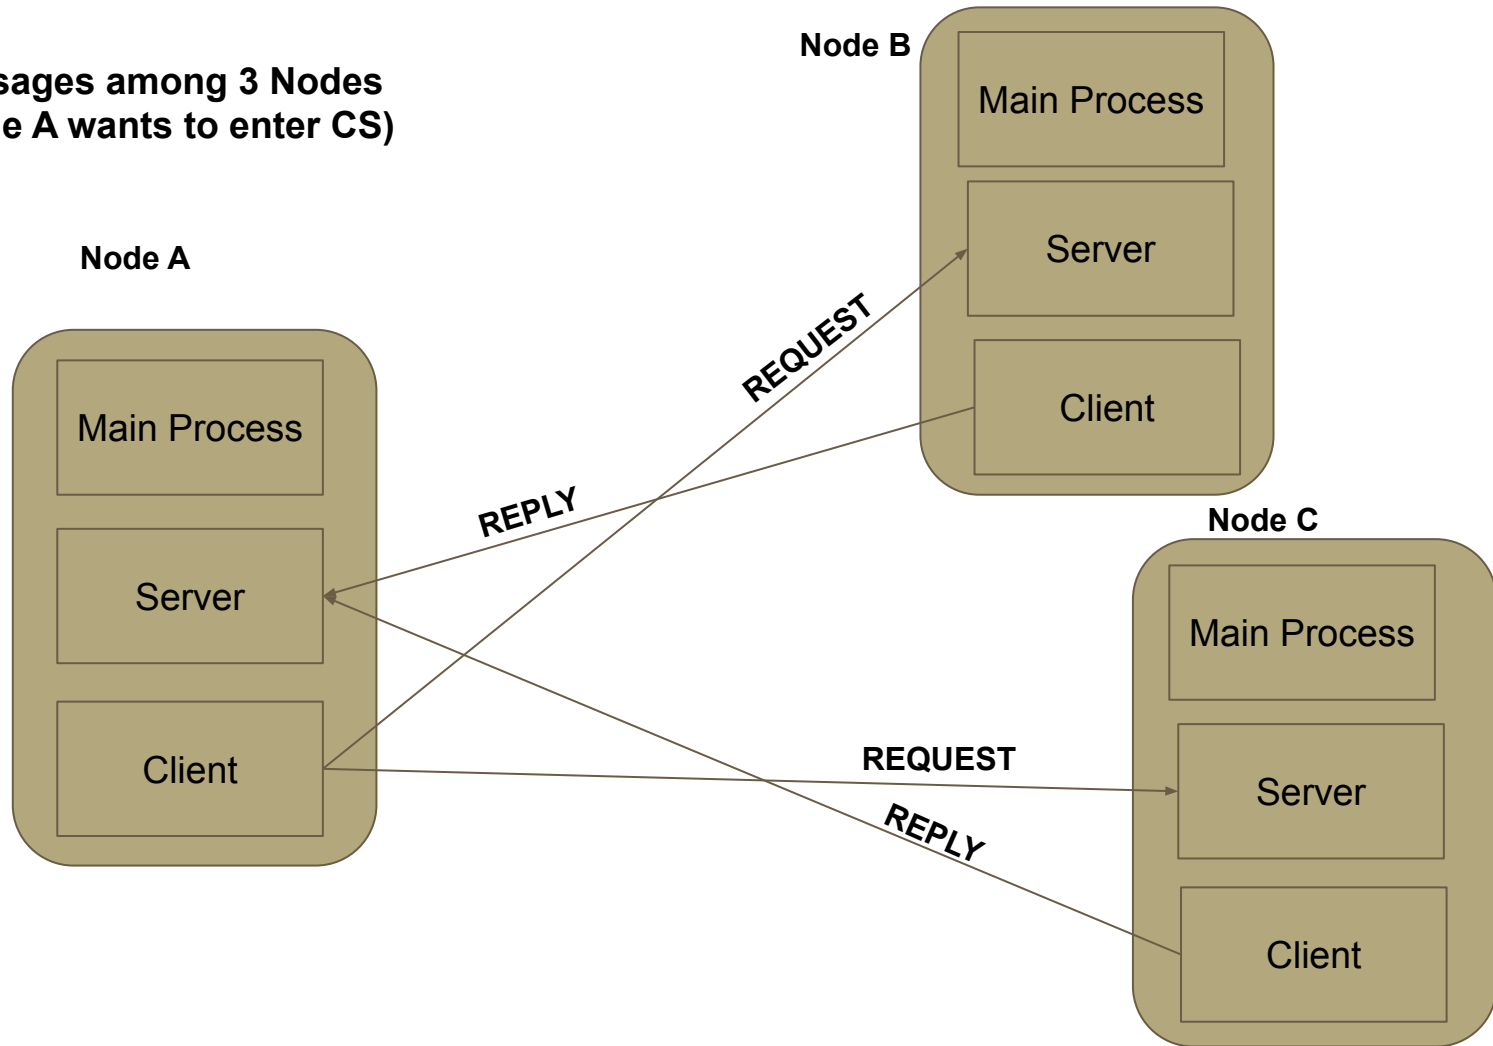 sages among 3 Nodes
e A wants to enter CS)
Node A
Main Process
Server
Client
Node B
Main Process
Server
Client
Node C
Main Process
Server
Client
REQUEST
REPLY
REQUEST
REPLY